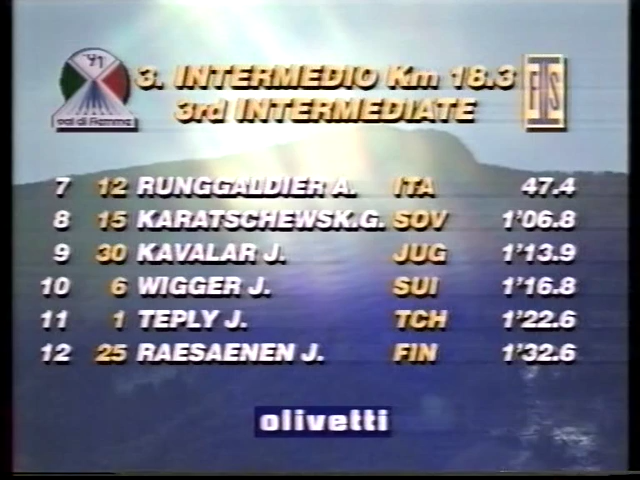 '91
val di Fiemme
3. INTERMEDIO Km 18.3
3rd INTERMEDIATE
7 12 RUNGGALDIER A. ITA 47.4
8 15 KARATSCHEWSK.G. SOV 1'06.8
9 30 KAVALAR J. JUG 1'13.9
10 6 WIGGER J. SUI 1'16.8
11 1 TEPLY J. TCH 1'22.6
12 25 RAESAENEN J. FIN 1'32.6
olivetti